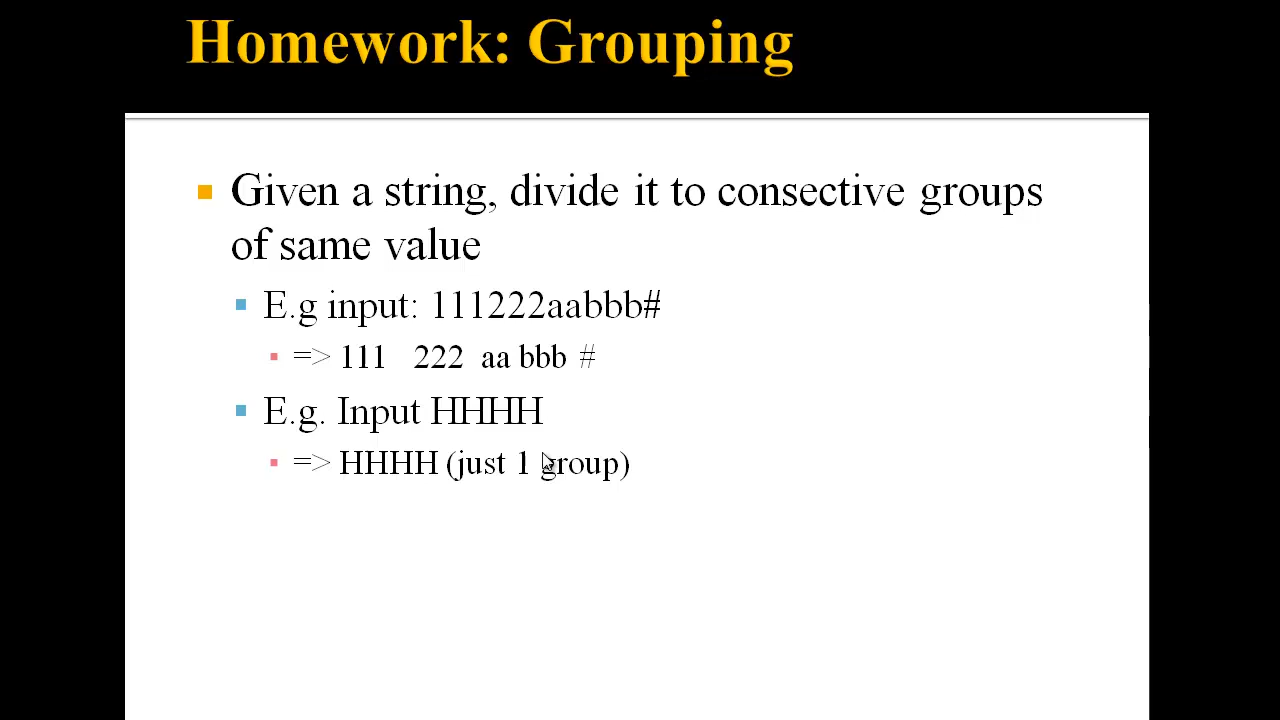 Homework: Grouping
Given a string, divide it to consective groups
of same value
E.g input: 111222aabbb#
=> 111 222 aa bbb #
E.g. Input HHHH
=> HHHH (just 1 group)